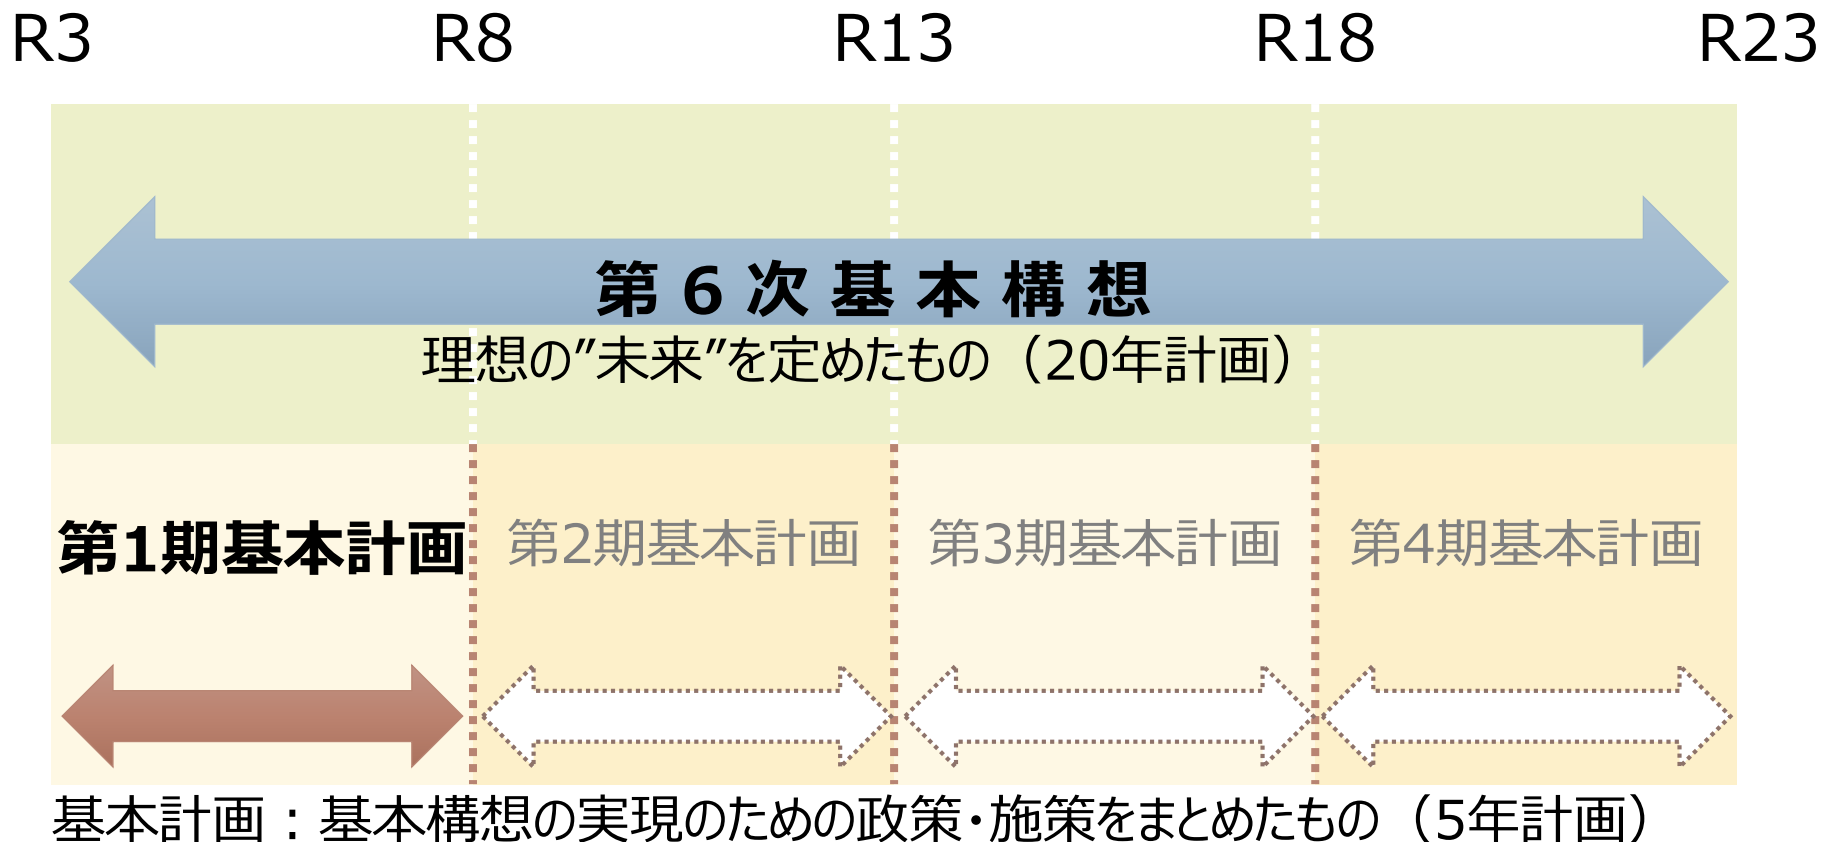 R3 R8 R13 R18 R23
第６次基本構想
理想の”未来”を定めたもの（20年計画）
第1期基本計画 第2期基本計画 第3期基本計画 第4期基本計画
基本計画：基本構想の実現のための政策・施策をまとめたもの（5年計画）